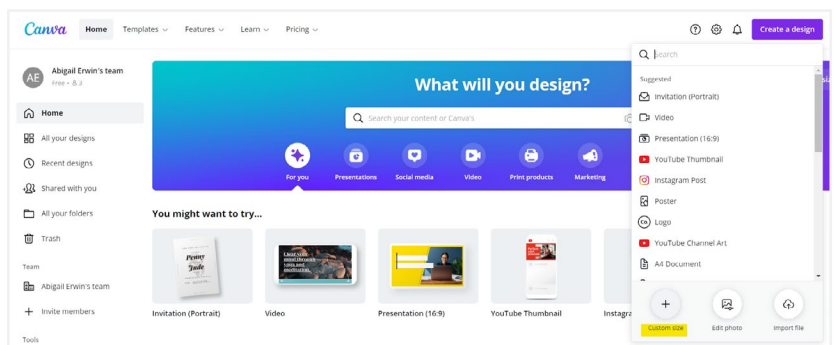 Canva
Home
Templates
Features
Learn
Pricing
Create a design
AE
Abigail Erwin's team
Free • 3
Home
All your designs
Recent designs
Shared with you
All your folders
Trash
Team
Abigail Erwin's team
Invite members
Tools
What will you design?
Search your content or Canva's
For you
Presentations
Social media
Video
Print products
Marketing
You might want to try...
Penny
Jude
Invitation (Portrait)
Video
Presentation (16:9)
YouTube Thumbnail
Instagra
Search
Suggested
Invitation (Portrait)
Video
Presentation (16:9)
YouTube Thumbnail
Instagram Post
Poster
Co
Logo
YouTube Channel Art
A4 Document
Custom size
Edit photo
Import file